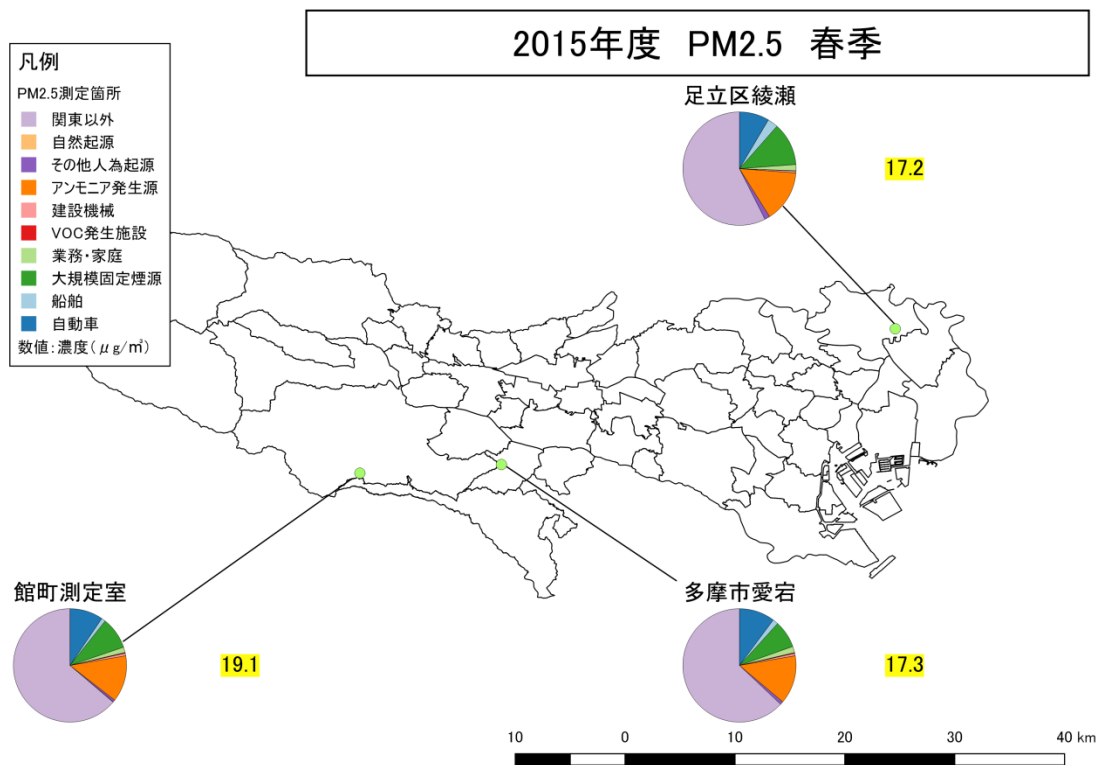 2015年度 PM2.5 春季
凡例
PM2.5測定箇所
関東以外
自然起源
その他人為起源
アンモニア発生源
建設機械
VOC発生施設
業務・家庭
大規模固定煙源
船舶
自動車
数値:濃度(μg/㎥)
足立区綾瀬
17.2
館町測定室
19.1
多摩市愛宕
17.3
10 0 10 20 30 40 km